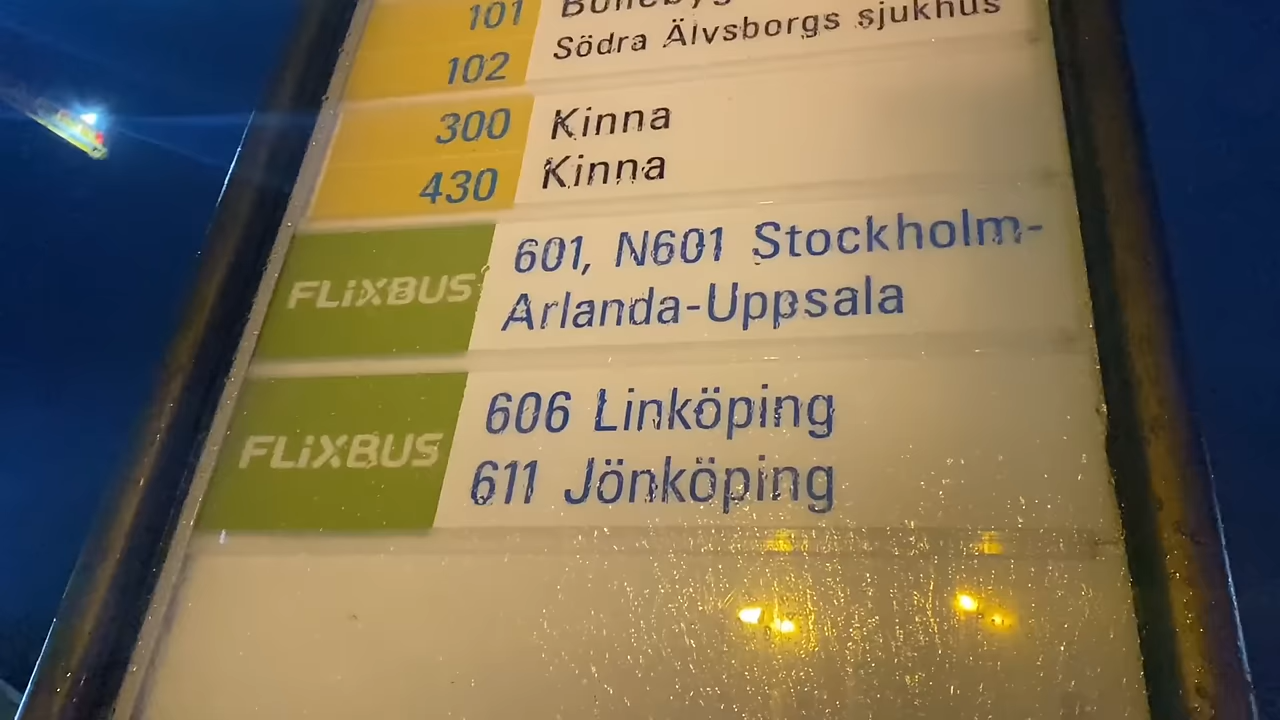 101
Södra Älvsborgs sjukhus
102
300 Kinna
430 Kinna
FLiXBUS 601, N601 Stockholm-
Arlanda-Uppsala
FLiXBUS 606 Linköping
611 Jönköping